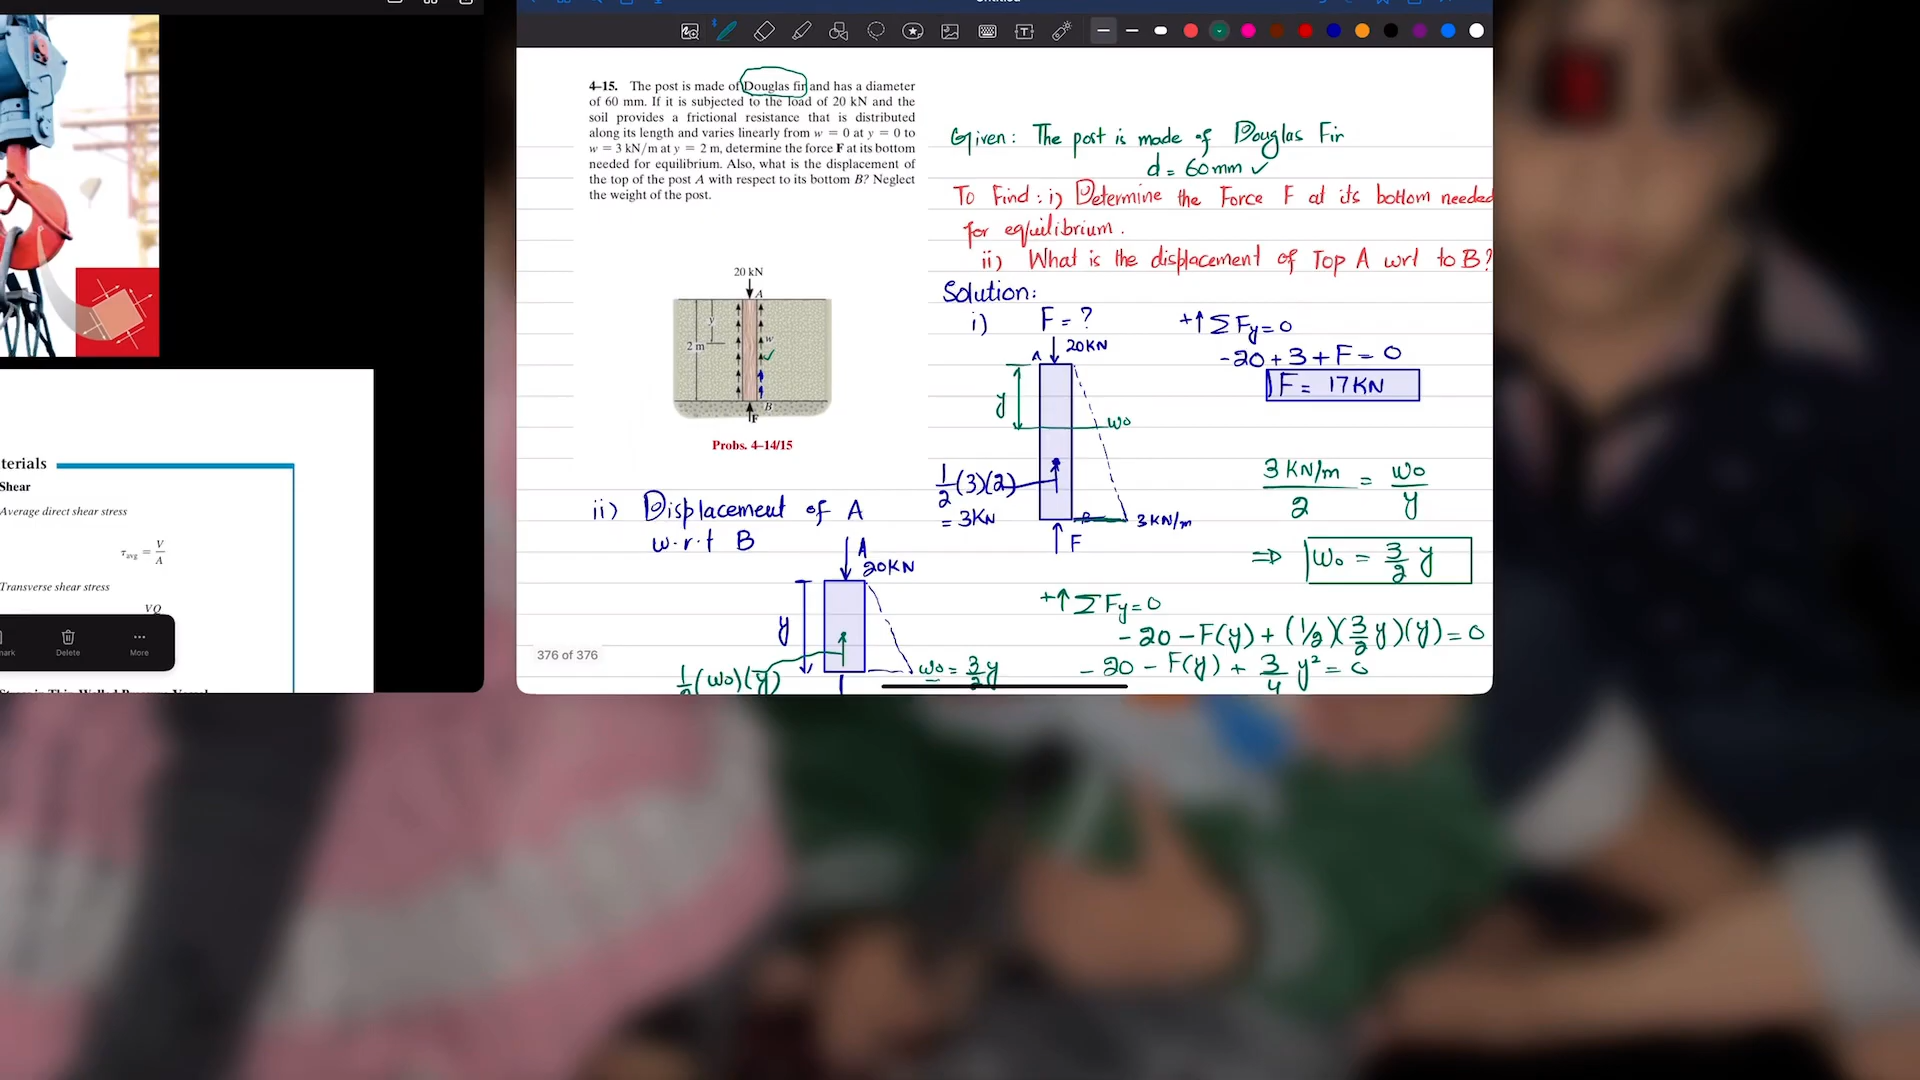 4–15. The post is made of Douglas fir and has a diameter
of 60 mm. If it is subjected to the load of 20 kN and the
soil provides a frictional resistance that is distributed
along its length and varies linearly from w = 0 at y = 0 to
w = 3 kN/m at y = 2 m, determine the force F at its bottom
needed for equilibrium. Also, what is the displacement of
the top of the post A with respect to its bottom B? Neglect
the weight of the post.
20 kN
A
y
2 m
w
B
F
Probs. 4–14/15
Given: The post is made of Douglas Fir
d = 60mm
To Find: i) Determine the Force F at its bottom needed
for equilibrium.
ii) What is the displacement of Top A wrt to B?
Solution:
i) F = ?
A 20KN
y
wo
1/2 (3)(2)
= 3KN
B 3KN/m
F
+↑ ΣFy=0
-20+3+F=0
F = 17KN
3KN/m / 2 = wo / y
⇒ wo = 3/2 y
ii) Displacement of A
w.r.t B
A
20KN
y
1/2 (wo)(y)
wo = 3/2 y
+↑ ΣFy=0
-20 -F(y) + (1/2)(3/2 y)(y) = 0
-20 - F(y) + 3/4 y² = 0
376 of 376
terials
Shear
Average direct shear stress
τavg = V/A
Transverse shear stress
VQ
mark
Delete
More